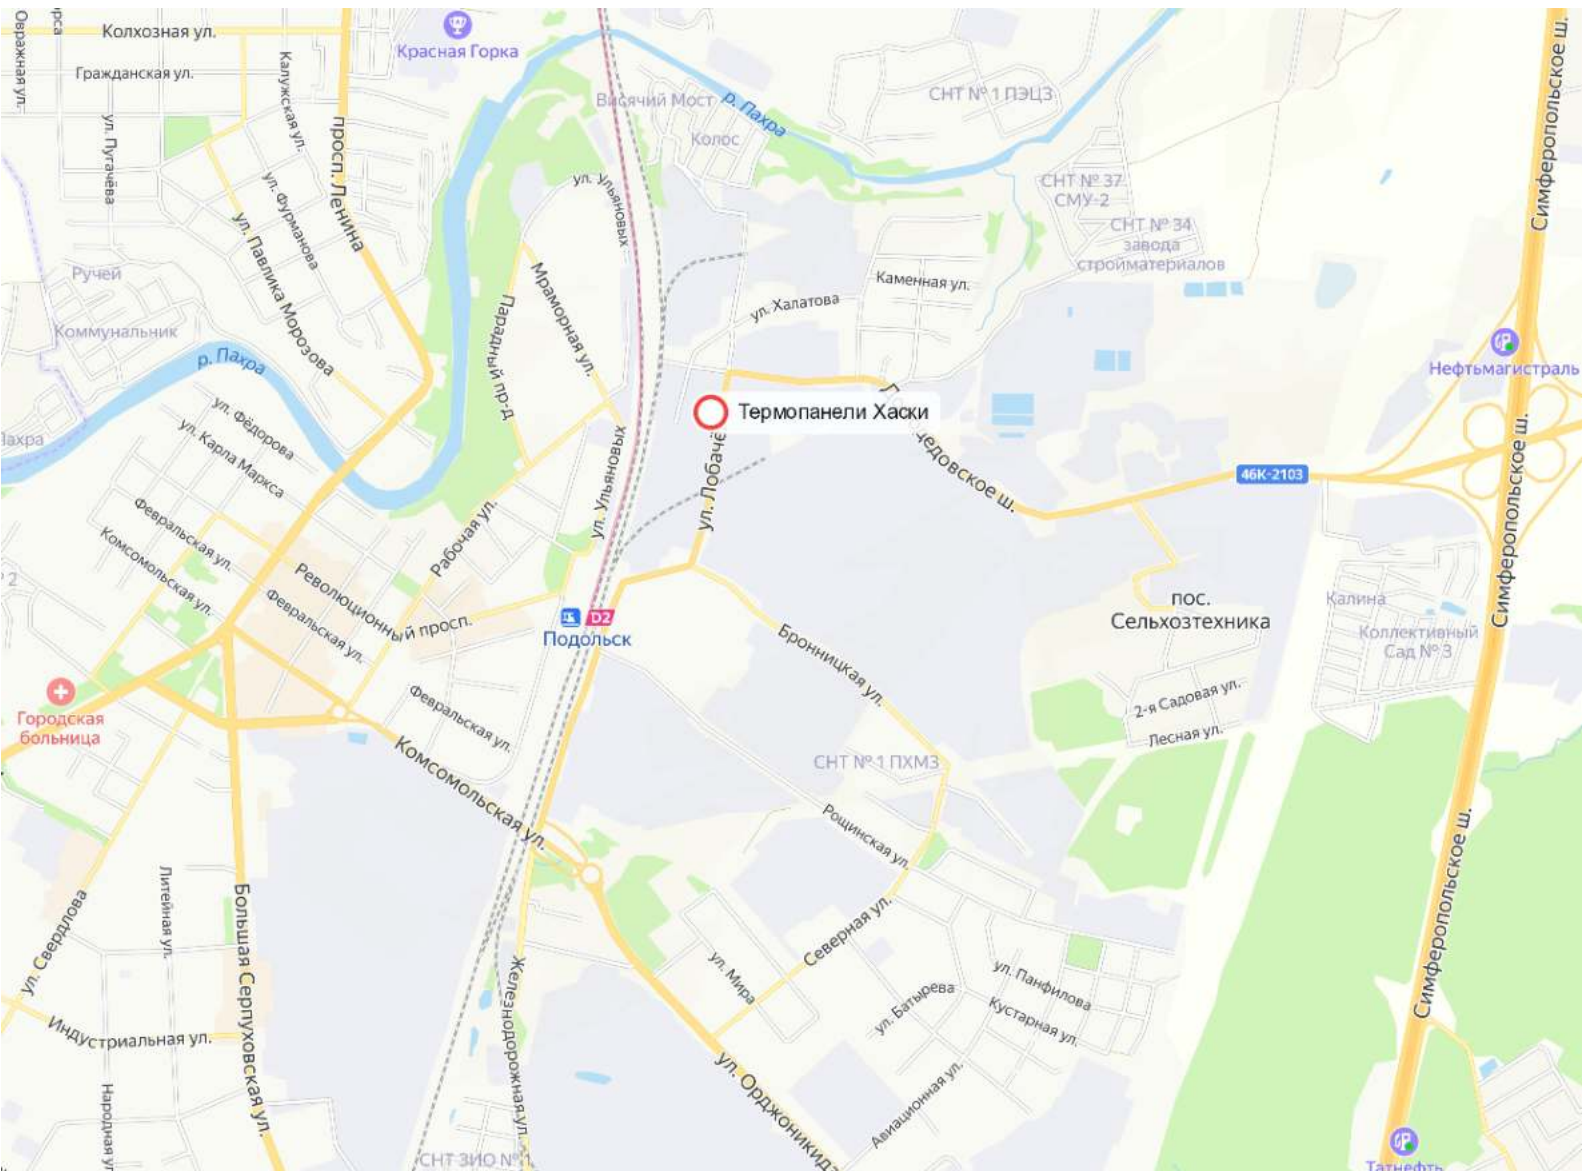 Овражная ул.
Колхозная ул.
Гражданская ул.
Калужская ул.
ул. Пугачёва
просп. Ленина
Красная Горка
Висячий Мост
р. Пахра
Колос
СНТ № 1 ПЭЦЗ
Симферопольское ш.
ул. Фурманова
ул. Павлика Морозова
ул. Ульяновых
СНТ № 37
СМУ-2
СНТ № 34
завода
стройматериалов
Ручей
Коммунальник
Мраморная ул.
Парадный пр-д
ул. Халатова
Каменная ул.
Нефтьмагистраль
р. Пахра
ул. Фёдорова
ул. Карла Маркса
Термопанели Хаски
ул. Ульяновых
46К-2103
Симферопольское ш.
Февральская ул.
Комсомольская ул.
Рабочая ул.
Революционный просп.
Февральская ул.
D2
Подольск
Бронницкая ул.
пос.
Сельхозтехника
Калина
Коллективный
Сад № 3
Городская
больница
Февральская ул.
2-я Садовая ул.
Лесная ул.
Комсомольская ул.
СНТ № 1 ПХМЗ
Рощинская ул.
Симферопольское ш.
ул. Свердлова
Литейная ул.
Большая Серпуховская ул.
Железнодорожная ул.
Северная ул.
ул. Мира
ул. Панфилова
ул. Батырева
Кустарная ул.
Индустриальная ул.
Авиационная ул.
СНТ ЗИО №
Татнефть